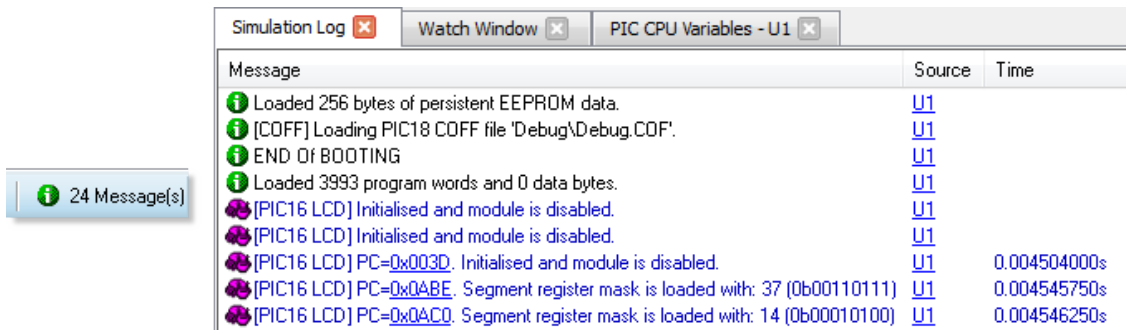 Simulation Log Watch Window PIC CPU Variables - U1
Message Source Time
Loaded 256 bytes of persistent EEPROM data. U1
[COFF] Loading PIC18 COFF file 'Debug\Debug.COF'. U1
END Of BOOTING U1
Loaded 3993 program words and 0 data bytes. U1
[PIC16 LCD] Initialised and module is disabled. U1
[PIC16 LCD] Initialised and module is disabled. U1
[PIC16 LCD] PC=0x003D. Initialised and module is disabled. U1 0.004504000s
[PIC16 LCD] PC=0x0ABE. Segment register mask is loaded with: 37 (0b00110111) U1 0.004545750s
[PIC16 LCD] PC=0x0AC0. Segment register mask is loaded with: 14 (0b00010100) U1 0.004546250s
24 Message(s)